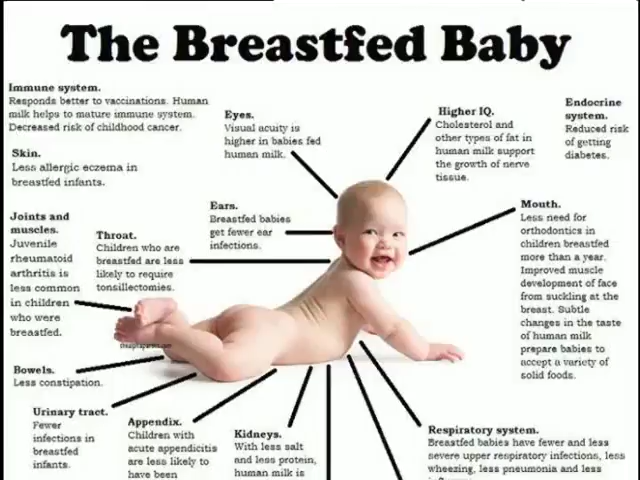 The Breastfed Baby
Immune system.
Responds better to vaccinations. Human
milk helps to mature immune system.
Decreased risk of childhood cancer.
Skin.
Less allergic eczema in
breastfed infants.
Joints and
muscles.
Juvenile
rheumatoid
arthritis is
less common
in children
who were
breastfed.
Throat.
Children who are
breastfed are less
likely to require
tonsillectomies.
Eyes.
Visual acuity is
higher in babies fed
human milk.
Ears.
Breastfed babies
get fewer ear
infections.
Higher IQ.
Cholesterol and
other types of fat in
human milk support
the growth of nerve
tissue.
Endocrine
system.
Reduced risk
of getting
diabetes.
Mouth.
Less need for
orthodontics in
children breastfed
more than a year.
Improved muscle
development of face
from suckling at the
breast. Subtle
changes in the taste
of human milk
prepare babies to
accept a variety of
solid foods.
Bowels.
Less constipation.
Urinary tract.
Fewer
infections in
breastfed
infants.
Appendix.
Children with
acute appendicitis
are less likely to
have been
Kidneys.
With less salt
and less protein,
human milk is
Respiratory system.
Breastfed babies have fewer and less
severe upper respiratory infections, less
wheezing, less pneumonia and less